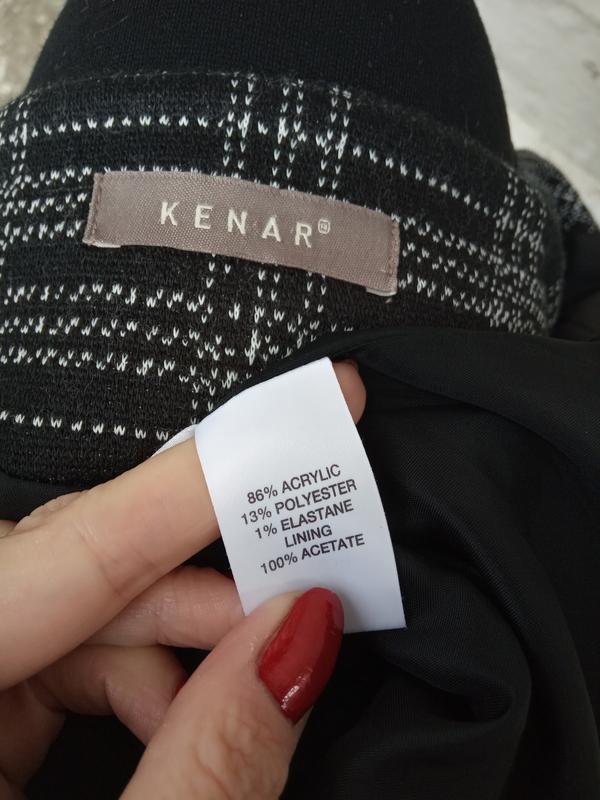 KENAR®
86% ACRYLIC
13% POLYESTER
1% ELASTANE
LINING
100% ACETATE